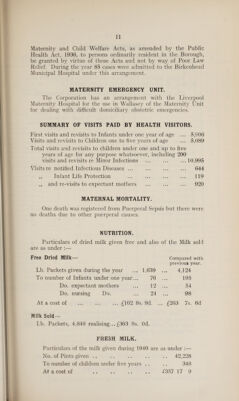 11
Maternity and Child Welfare Acts, as amended by the Public
Health Act, 1936, to persons ordinarily resident in the Borough,
be granted by virtue of those Acts and not by way of Poor Law
Relief. During the year 85 cases were admitted to the Birkenhead
Municipal Hospital under this arrangement.
MATERNITY EMERGENCY UNIT.
The Corporation has an arrangement with the Liverpool
Maternity Hospital for the use in Wallasey of the Maternity Unit
for dealing with difficult domiciliary obstetric emergencies.
SUMMARY OF VISITS PAID BY HEALTH VISITORS.
First visits and revisits to Infants under one year of age ... 5,906
Visits and revisits to Children one to five years of age ... 5,089
Total visits and revisits to children under one and up to five
years of age for any purpose whatsoever, including 200
visits and revisits re Minor Infections ... 10,995
Visits re notified Infectious Diseases ... ... ... 644
,, Infant Life Protection ... ... ... 119
,, and re-visits to expectant mothers ... ... 920
MATERNAL MORTALITY.
One death was registered from Puerperal Sepsis but there were
no deaths due to other puerperal causes.
NUTRITION.
Particulars of dried milk given free and also of the Milk sold
are as under :—
Free Dried Milk— Compared with
previous year.
Lb. Packets given during the year ... 1,639 ... 4,124
To number of Infants under one year... 70 ... 195
Do. expectant mothers ... 12 ... 54
Do. nursing Do. ... 24 ... 98
At a cost of ... ... ... £102 8s. 9d. ... £263 7s. 6d
Milk Sold—
Lb. Packets, 4,840 realising ... £363 0s. 0d.
FRESH MILK.
Particulars of the milk given during 1940 are as under :—
No. of Pints given .. .. .. .. .. 42,228
To number of children under five years .. .. 348
At a cost of .. .. .. .. £357 17 9